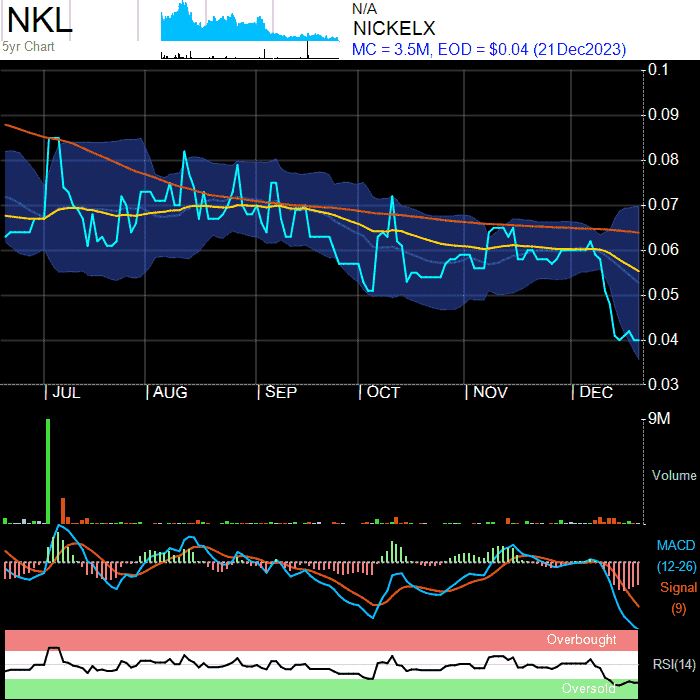 NKL
5yr Chart
N/A
NICKELX
MC = 3.5M, EOD = $0.04 (21Dec2023)
0.1
0.09
0.08
0.07
0.06
0.05
0.04
0.03
JUL AUG SEP OCT NOV DEC
9M
Volume
MACD
(12-26)
Signal
(9)
Overbought
RSI(14)
Oversold